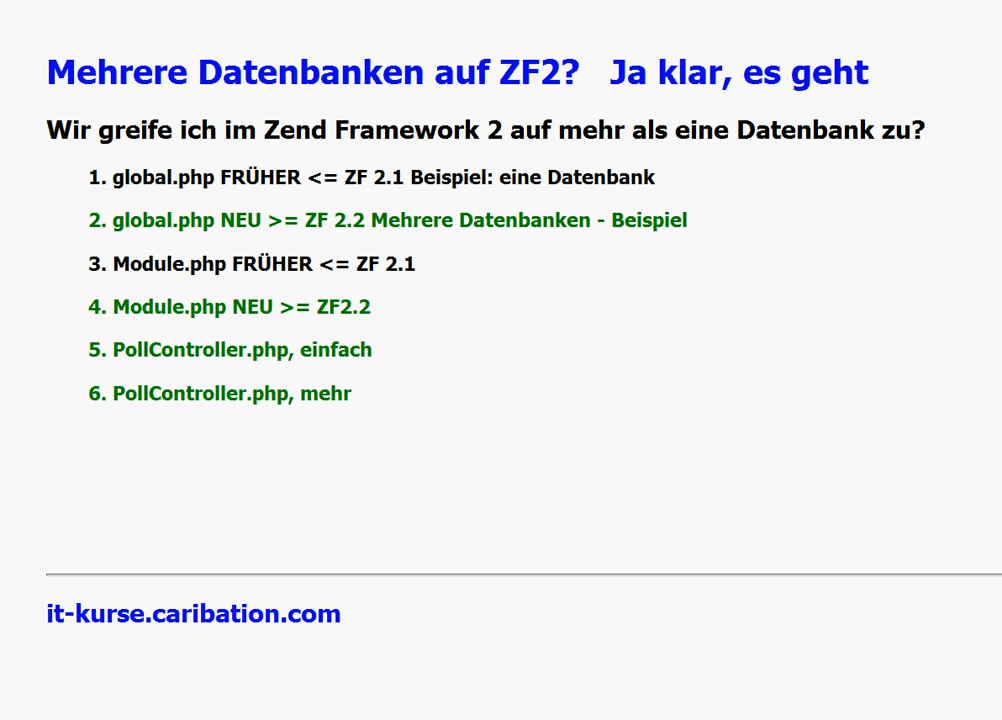 Mehrere Datenbanken auf ZF2? Ja klar, es geht
Wir greife ich im Zend Framework 2 auf mehr als eine Datenbank zu?
1. global.php FRÜHER <= ZF 2.1 Beispiel: eine Datenbank
2. global.php NEU >= ZF 2.2 Mehrere Datenbanken - Beispiel
3. Module.php FRÜHER <= ZF 2.1
4. Module.php NEU >= ZF2.2
5. PollController.php, einfach
6. PollController.php, mehr
it-kurse.caribation.com